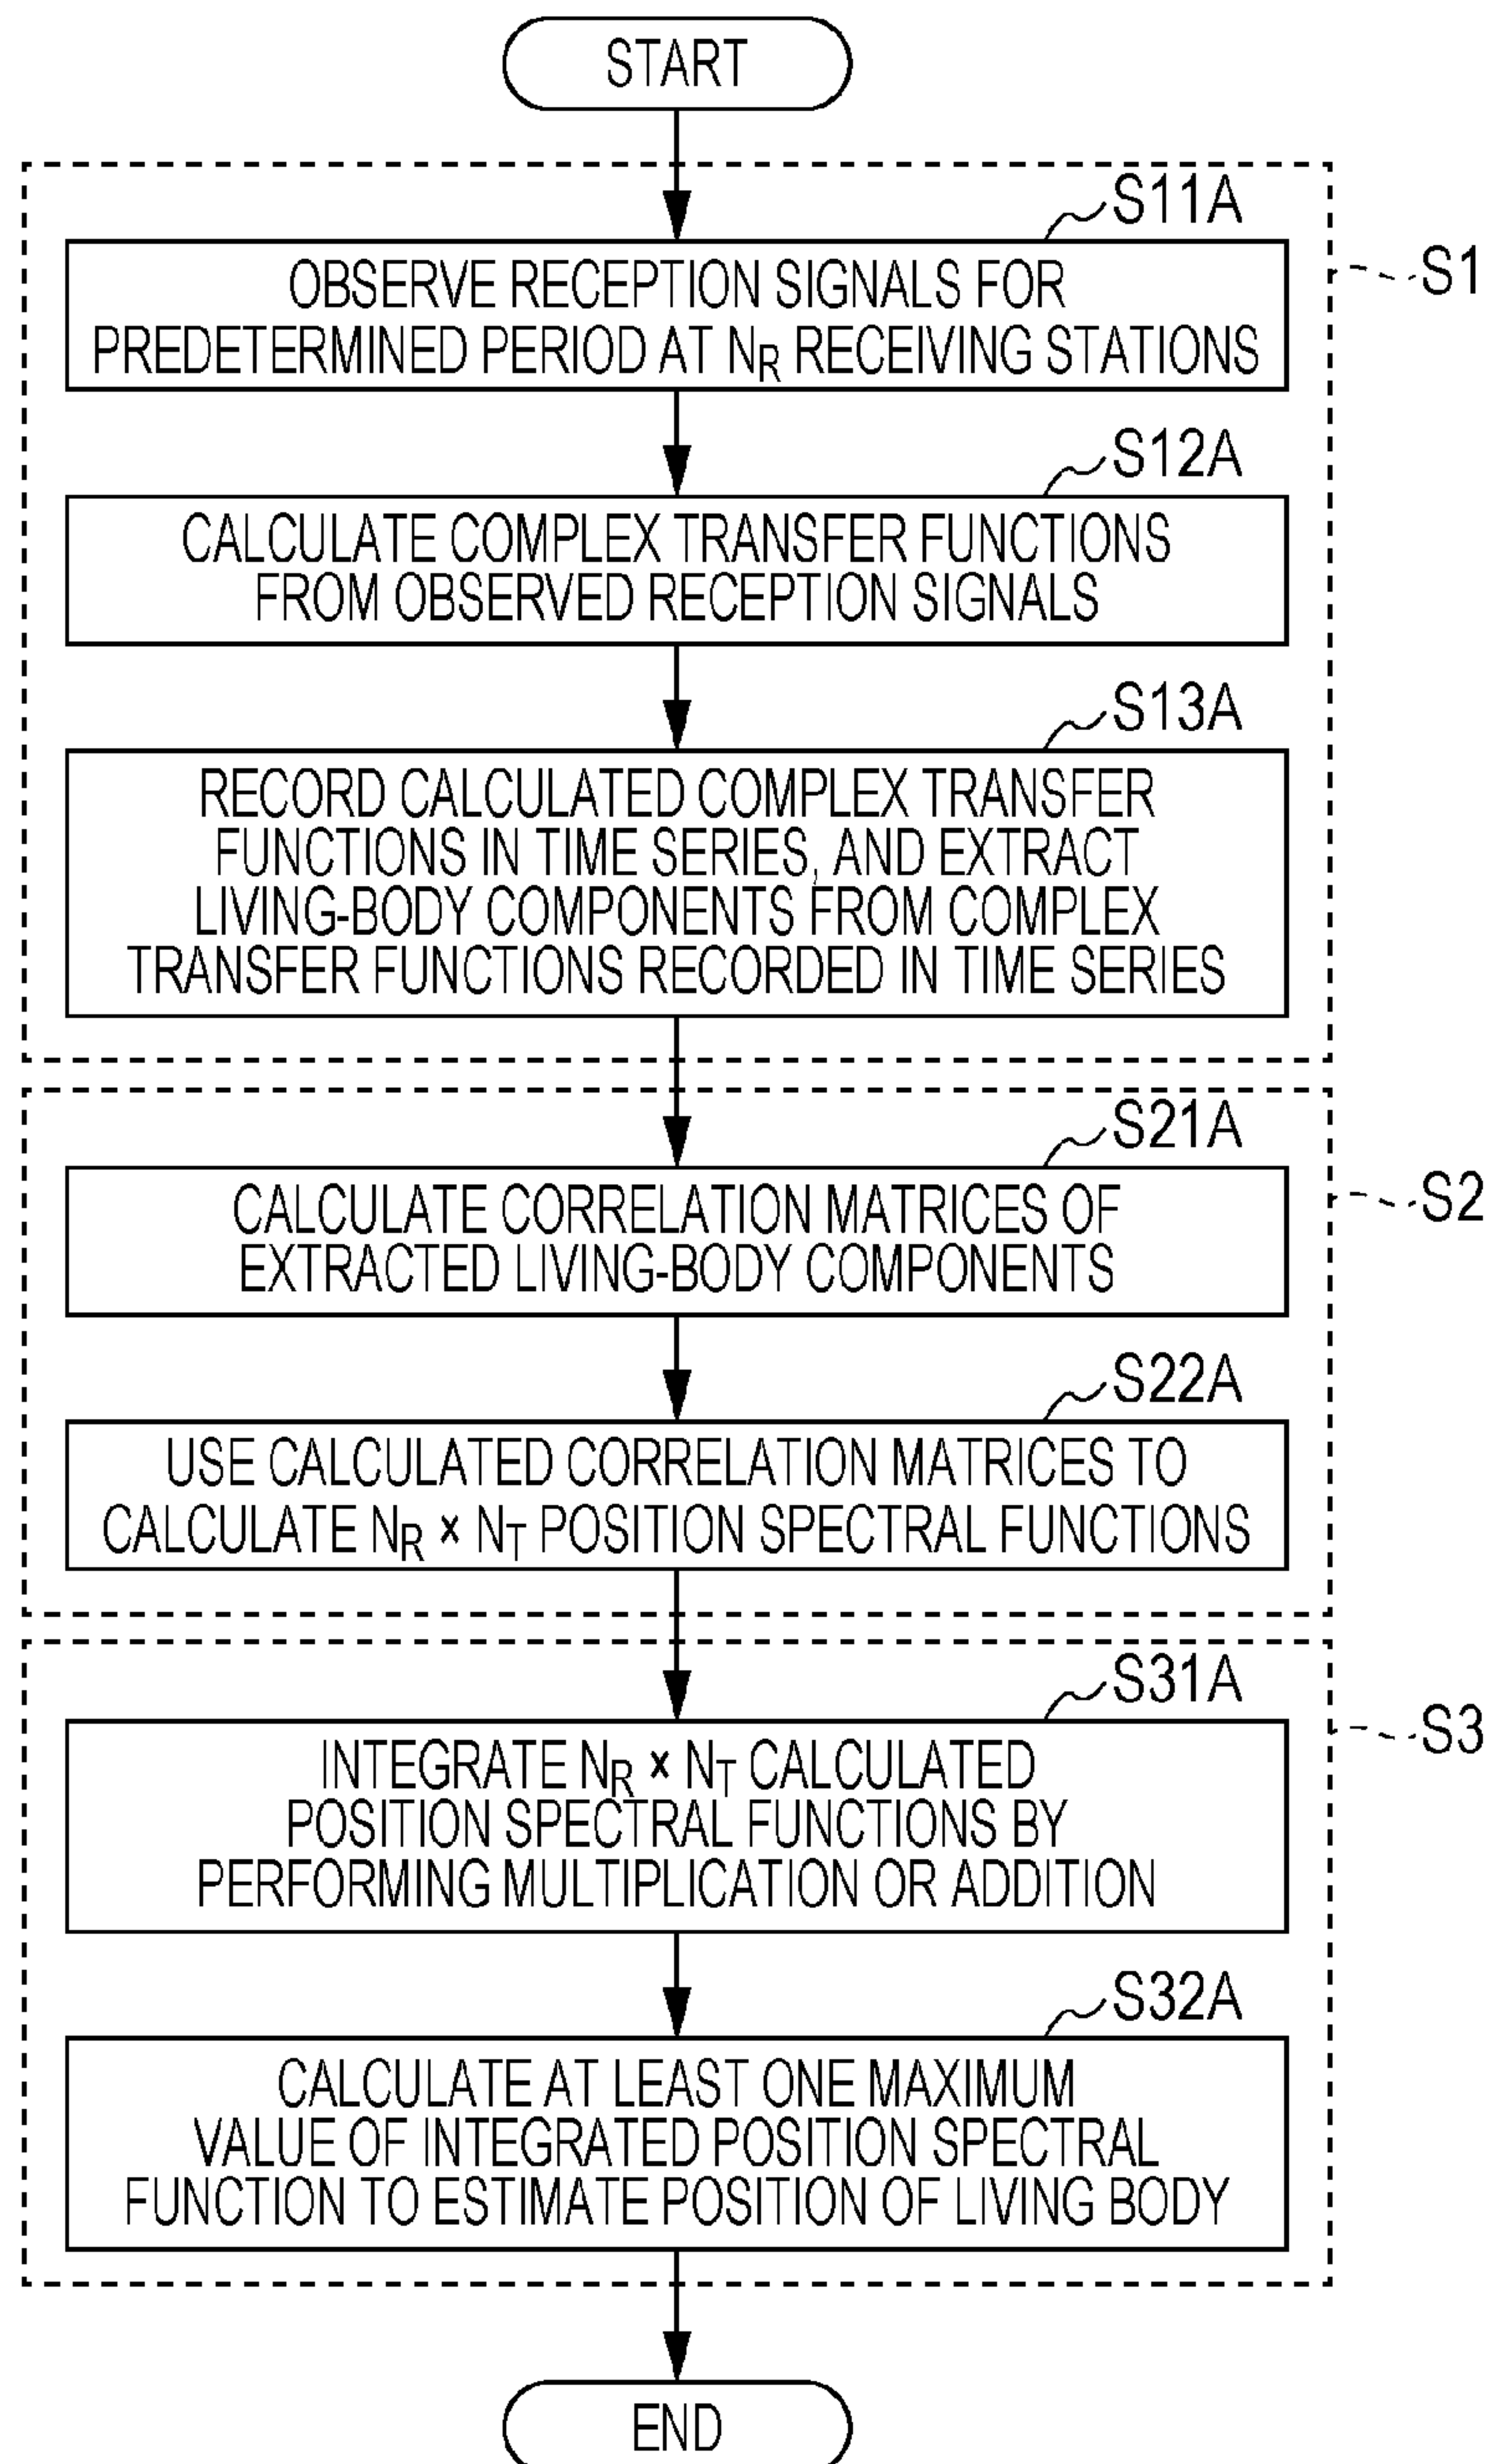 START
S11A
S1
OBSERVE RECEPTION SIGNALS FOR
PREDETERMINED PERIOD AT NR RECEIVING STATIONS
S12A
CALCULATE COMPLEX TRANSFER FUNCTIONS
FROM OBSERVED RECEPTION SIGNALS
S13A
RECORD CALCULATED COMPLEX TRANSFER
FUNCTIONS IN TIME SERIES, AND EXTRACT
LIVING-BODY COMPONENTS FROM COMPLEX
TRANSFER FUNCTIONS RECORDED IN TIME SERIES
S21A
S2
CALCULATE CORRELATION MATRICES OF
EXTRACTED LIVING-BODY COMPONENTS
S22A
USE CALCULATED CORRELATION MATRICES TO
CALCULATE NR × NT POSITION SPECTRAL FUNCTIONS
S31A
S3
INTEGRATE NR × NT CALCULATED
POSITION SPECTRAL FUNCTIONS BY
PERFORMING MULTIPLICATION OR ADDITION
S32A
CALCULATE AT LEAST ONE MAXIMUM
VALUE OF INTEGRATED POSITION SPECTRAL
FUNCTION TO ESTIMATE POSITION OF LIVING BODY
END